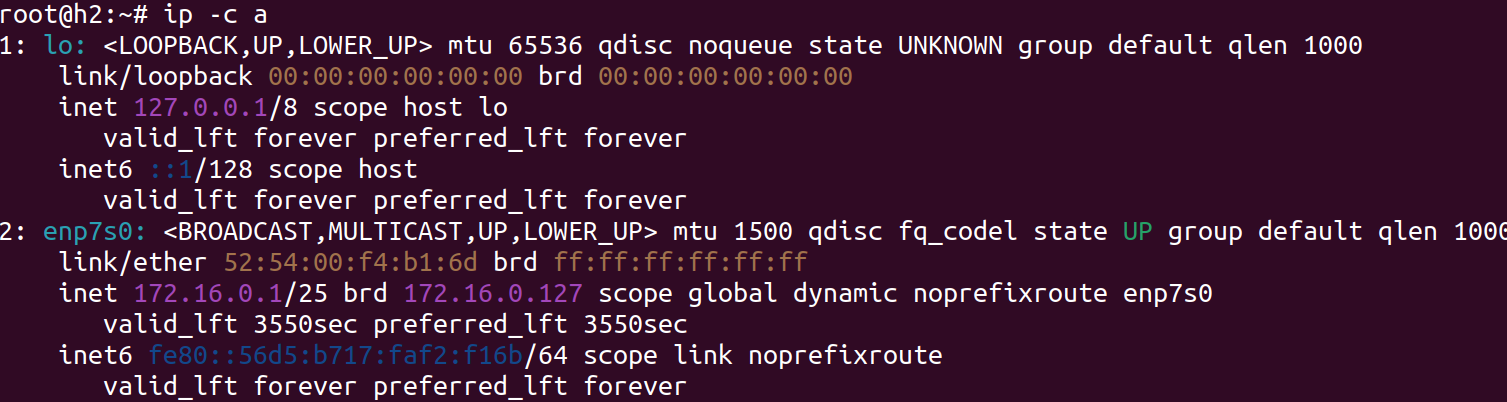 root@h2:~# ip -c a
1: lo: <LOOPBACK,UP,LOWER_UP> mtu 65536 qdisc noqueue state UNKNOWN group default qlen 1000
    link/loopback 00:00:00:00:00:00 brd 00:00:00:00:00:00
    inet 127.0.0.1/8 scope host lo
       valid_lft forever preferred_lft forever
    inet6 ::1/128 scope host
       valid_lft forever preferred_lft forever
2: enp7s0: <BROADCAST,MULTICAST,UP,LOWER_UP> mtu 1500 qdisc fq_codel state UP group default qlen 1000
    link/ether 52:54:00:f4:b1:6d brd ff:ff:ff:ff:ff:ff
    inet 172.16.0.1/25 brd 172.16.0.127 scope global dynamic noprefixroute enp7s0
       valid_lft 3550sec preferred_lft 3550sec
    inet6 fe80::56d5:b717:faf2:f16b/64 scope link noprefixroute
       valid_lft forever preferred_lft forever